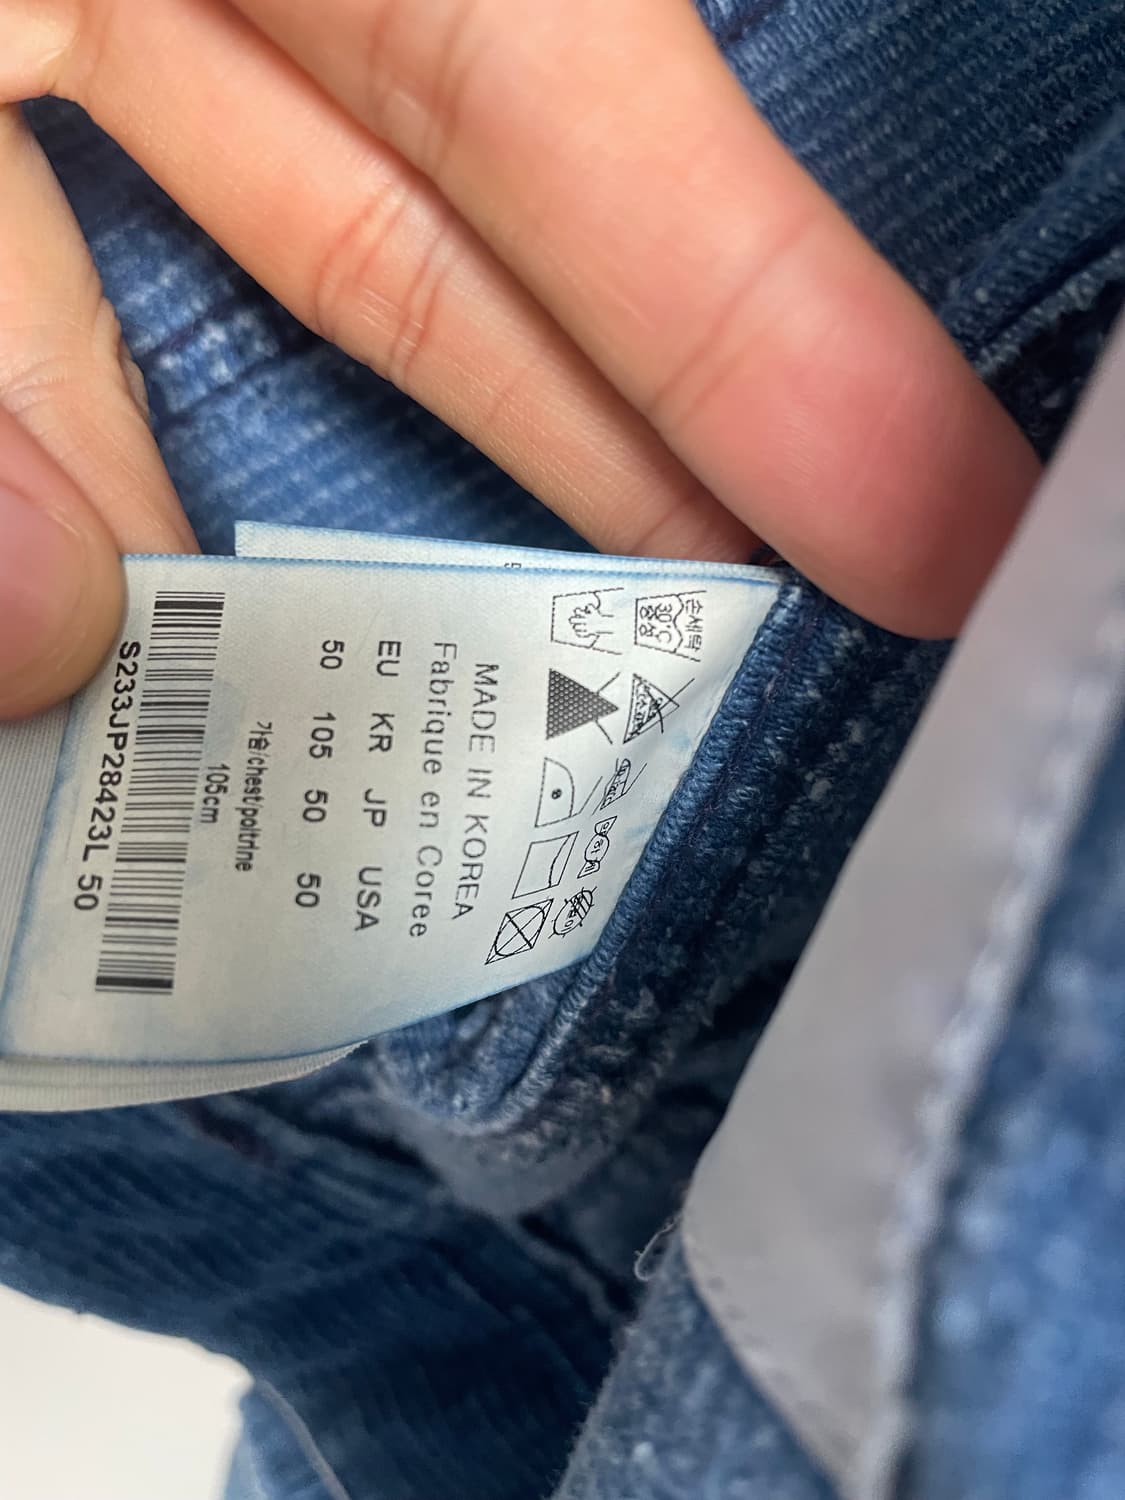 손세탁
30°C
중성
MADE IN KOREA
Fabrique en Coree
EU KR JP USA
50 105 50 50
가슴/chest/poitrine
105cm
S233JP28423L 50